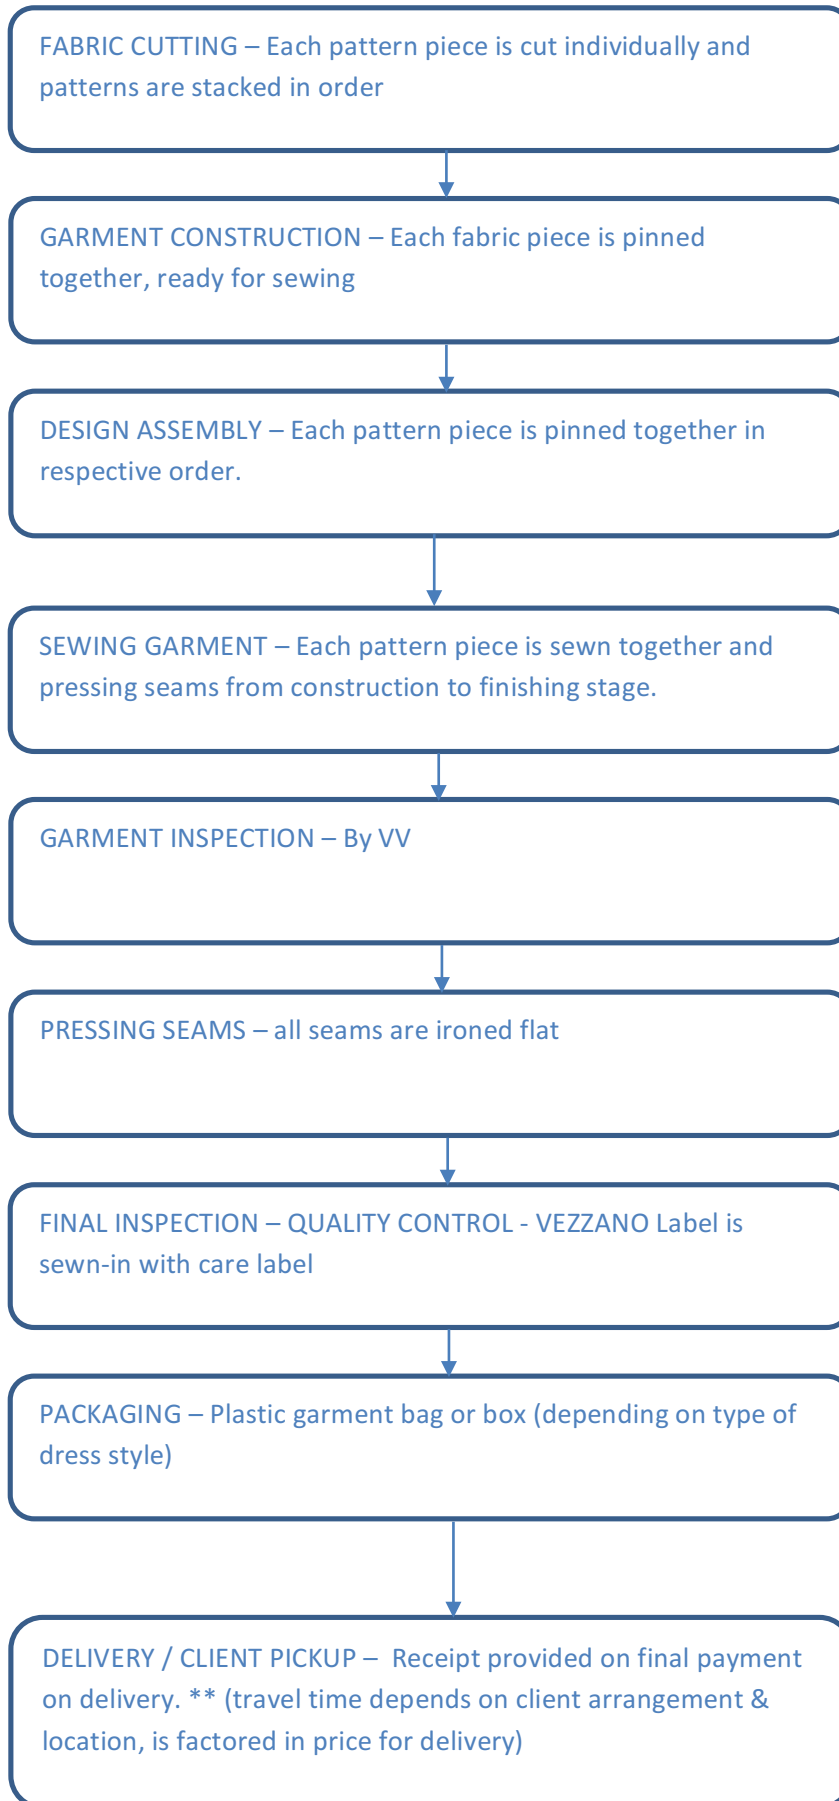 FABRIC CUTTING – Each pattern piece is cut individually and
patterns are stacked in order
GARMENT CONSTRUCTION – Each fabric piece is pinned
together, ready for sewing
DESIGN ASSEMBLY – Each pattern piece is pinned together in
respective order.
SEWING GARMENT – Each pattern piece is sewn together and
pressing seams from construction to finishing stage.
GARMENT INSPECTION – By VV
PRESSING SEAMS – all seams are ironed flat
FINAL INSPECTION – QUALITY CONTROL - VEZZANO Label is
sewn-in with care label
PACKAGING – Plastic garment bag or box (depending on type of
dress style)
DELIVERY / CLIENT PICKUP – Receipt provided on final payment
on delivery. ** (travel time depends on client arrangement &
location, is factored in price for delivery)